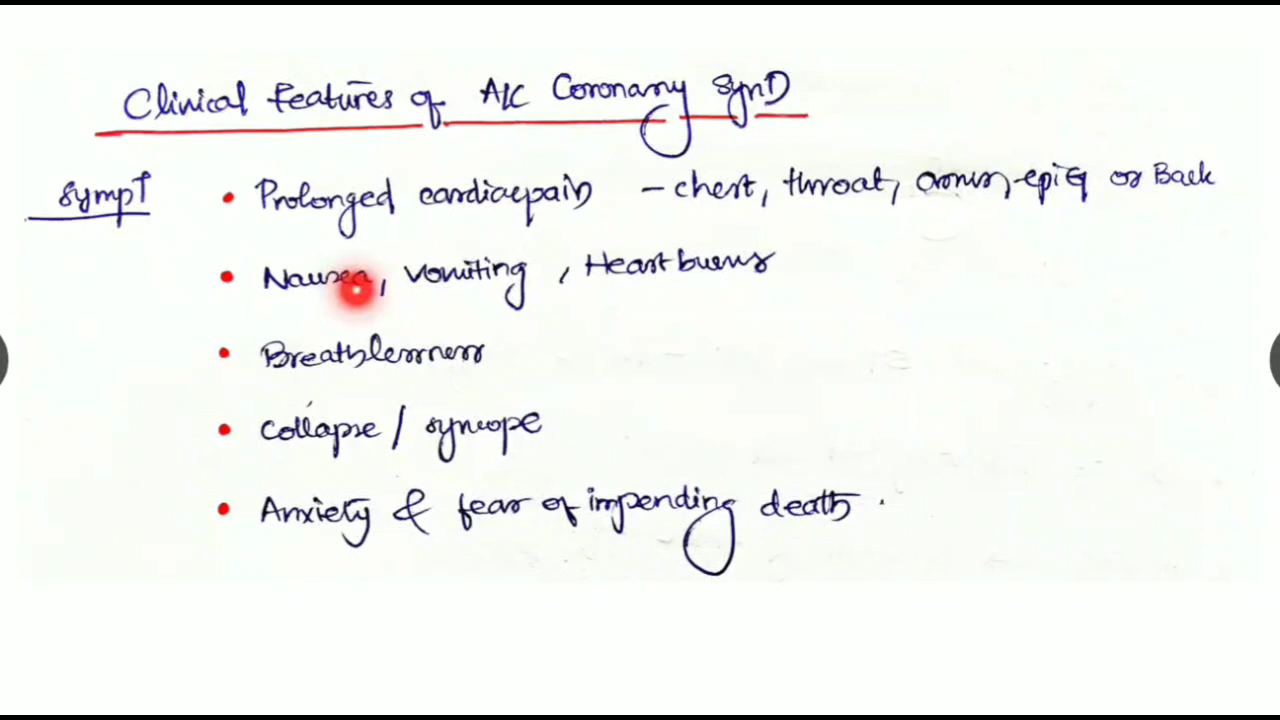 Clinical Features of A/C Coronary SynD
Sympt
• Prolonged cardiacpain - chest, throat, arms, epiG or Back
• Nausea, vomiting, Heartburns
• Breathlessness
• Collapse / syncope
• Anxiety & fear of impending death.